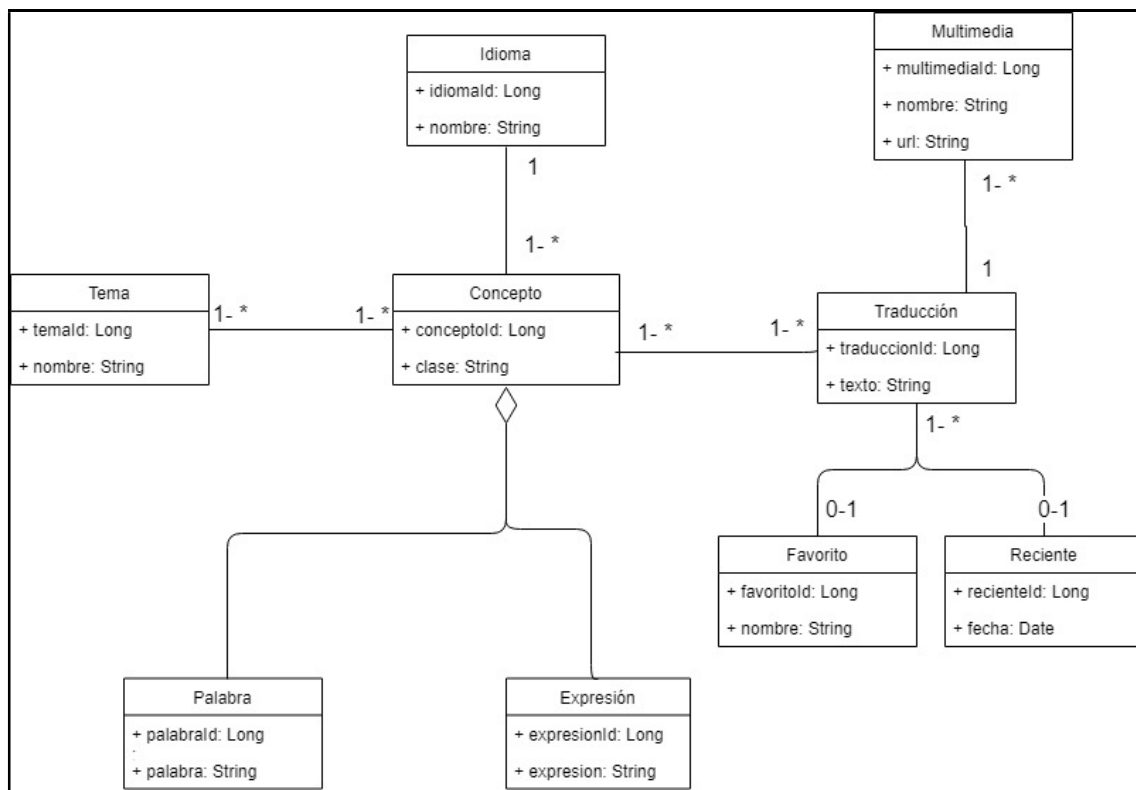 Idioma
+ idiomaId: Long
+ nombre: String
1
1- *
Multimedia
+ multimediaId: Long
+ nombre: String
+ url: String
1- *
1
Tema
+ temaId: Long
+ nombre: String
1- *
1- *
Concepto
+ conceptoId: Long
+ clase: String
1- *
1- *
Traducción
+ traduccionId: Long
+ texto: String
1- *
0-1
0-1
Favorito
+ favoritoId: Long
+ nombre: String
Reciente
+ recienteId: Long
+ fecha: Date
Palabra
+ palabraId: Long
+ palabra: String
Expresión
+ expresionId: Long
+ expresion: String